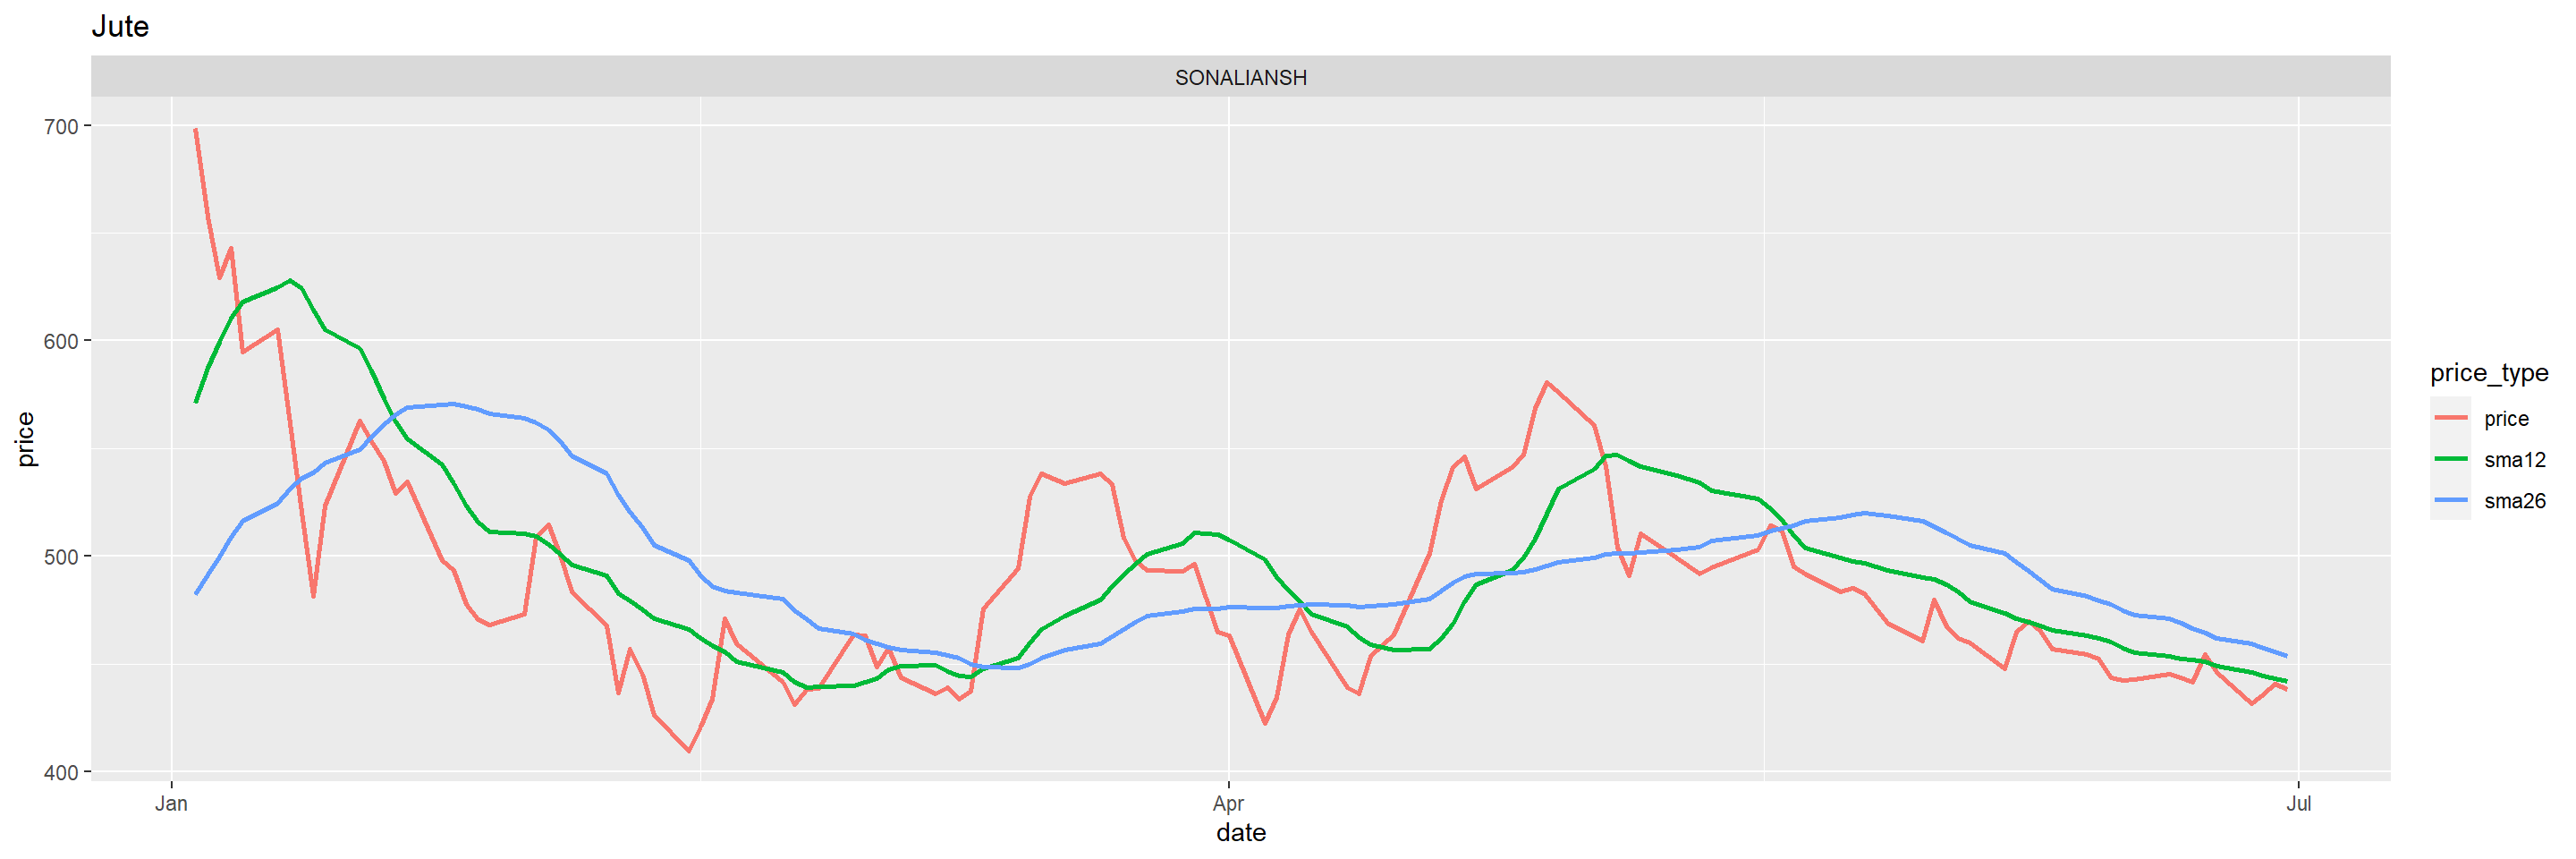 Jute
SONALIANSH
700
600
500
400
price
Jan
Apr
Jul
date
price_type
price
sma12
sma26